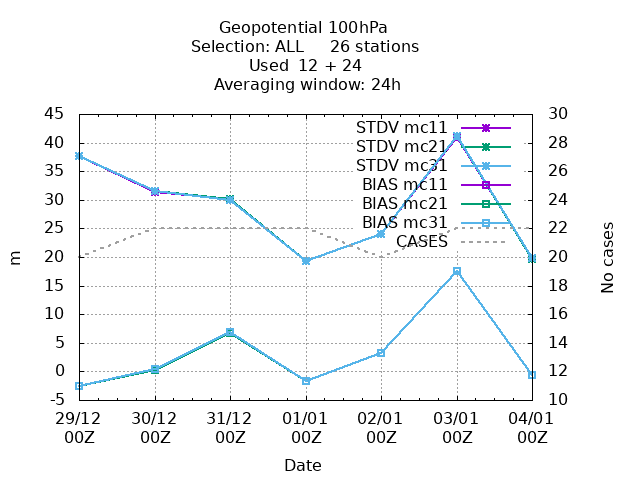 Geopotential 100hPa
Selection: ALL 26 stations
Used 12 + 24
Averaging window: 24h
45 30
40 28
35 26
30 24
25 22
20 20
15 18
10 16
5 14
0 12
-5 10
STDV mc11
STDV mc21
STDV mc31
BIAS mc11
BIAS mc21
BIAS mc31
CASES
m
No cases
29/12 30/12 31/12 01/01 02/01 03/01 04/01
00Z 00Z 00Z 00Z 00Z 00Z 00Z
Date